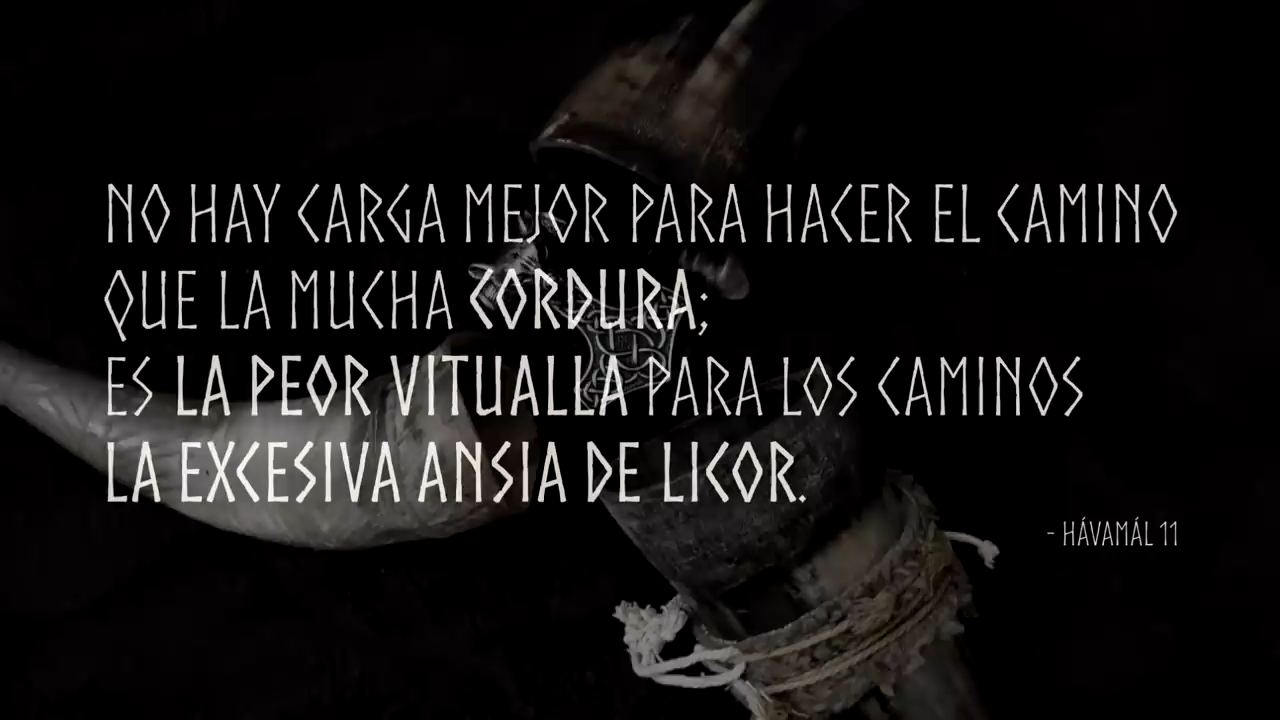 NO HAY CARGA MEJOR PARA HACER EL CAMINO
QUE LA MUCHA CORDURA;
ES LA PEOR VITUALLA PARA LOS CAMINOS
LA EXCESIVA ANSIA DE LICOR.
- HÁVAMÁL 11